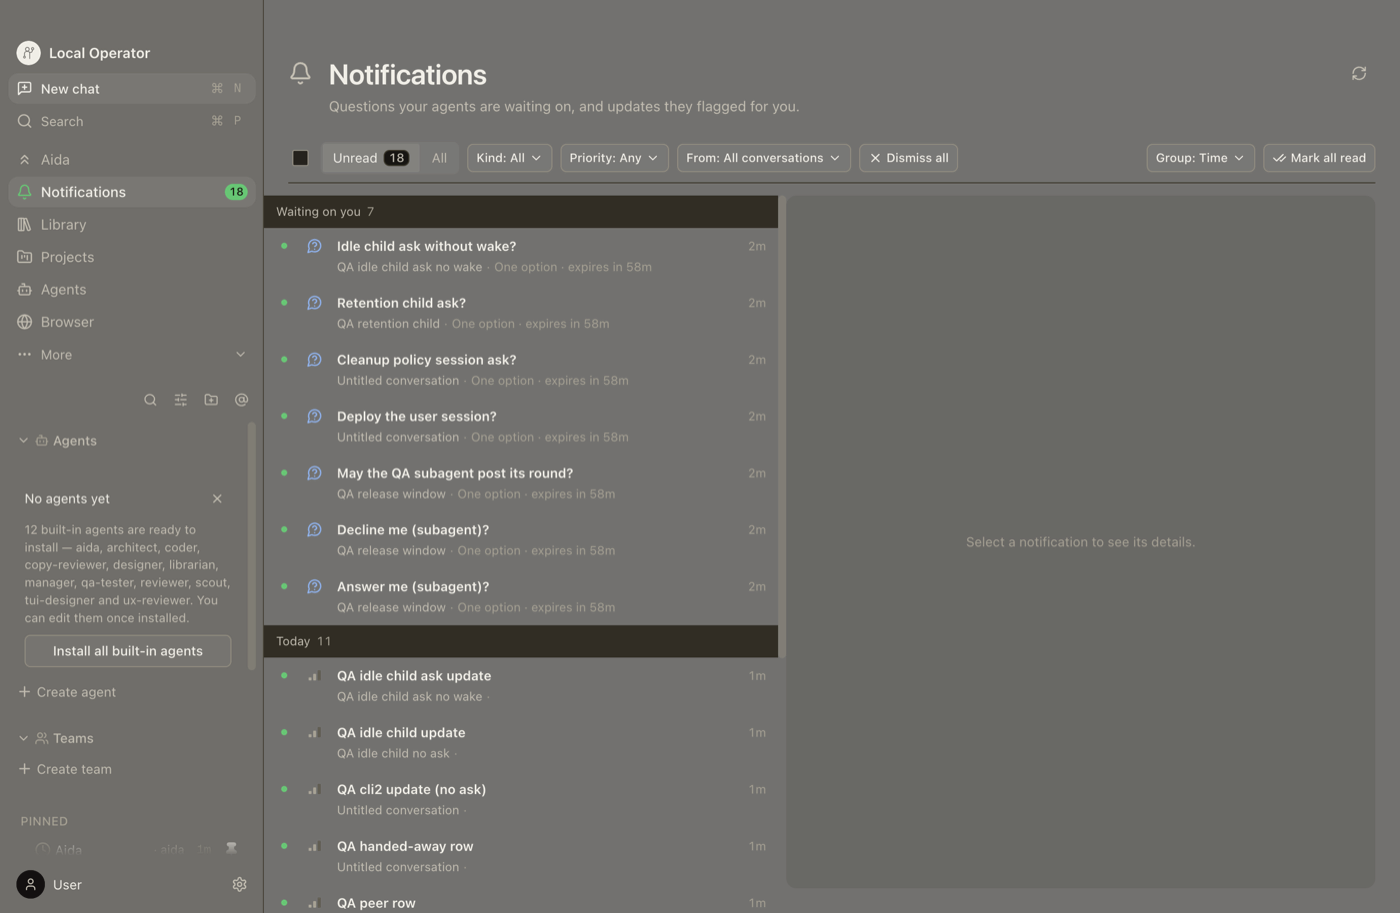 Local Operator
New chat ⌘ N
Search ⌘ P
Aida
Notifications 18
Library
Projects
Agents
Browser
More
Agents
No agents yet
12 built-in agents are ready to
install — aida, architect, coder,
copy-reviewer, designer, librarian,
manager, qa-tester, reviewer, scout,
tui-designer and ux-reviewer. You
can edit them once installed.
Install all built-in agents
Create agent
Teams
Create team
PINNED
Aida aida 1m
User
Notifications
Questions your agents are waiting on, and updates they flagged for you.
Unread 18 All Kind: All Priority: Any From: All conversations Dismiss all Group: Time Mark all read
Waiting on you 7
Idle child ask without wake? 2m
QA idle child ask no wake · One option · expires in 58m
Retention child ask? 2m
QA retention child · One option · expires in 58m
Cleanup policy session ask? 2m
Untitled conversation · One option · expires in 58m
Deploy the user session? 2m
Untitled conversation · One option · expires in 58m
May the QA subagent post its round? 2m
QA release window · One option · expires in 58m
Decline me (subagent)? 2m
QA release window · One option · expires in 58m
Answer me (subagent)? 2m
QA release window · One option · expires in 58m
Today 11
QA idle child ask update 1m
QA idle child ask no wake ·
QA idle child update 1m
QA idle child no ask ·
QA cli2 update (no ask) 1m
Untitled conversation ·
QA handed-away row 1m
Untitled conversation ·
QA peer row 1m
Select a notification to see its details.